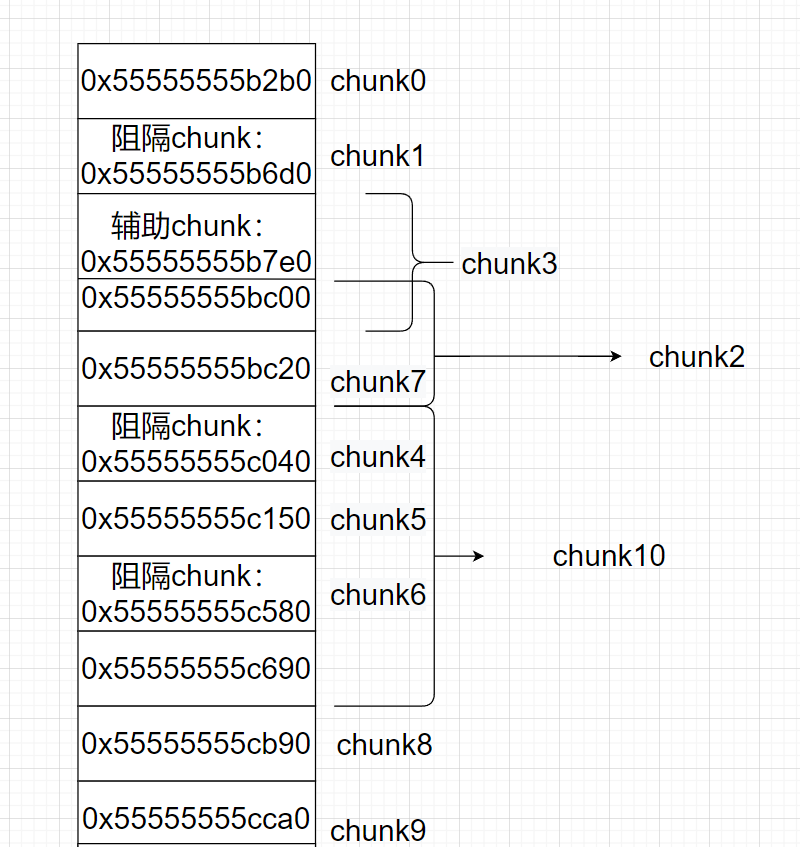 0x55555555b2b0
chunk0
阻隔chunk：
0x55555555b6d0
chunk1
辅助chunk：
0x55555555b7e0
chunk3
0x55555555bc00
chunk2
0x55555555bc20
chunk7
阻隔chunk：
0x55555555c040
chunk4
0x55555555c150
chunk5
chunk10
阻隔chunk：
0x55555555c580
chunk6
0x55555555c690
0x55555555cb90
chunk8
0x55555555cca0
chunk9